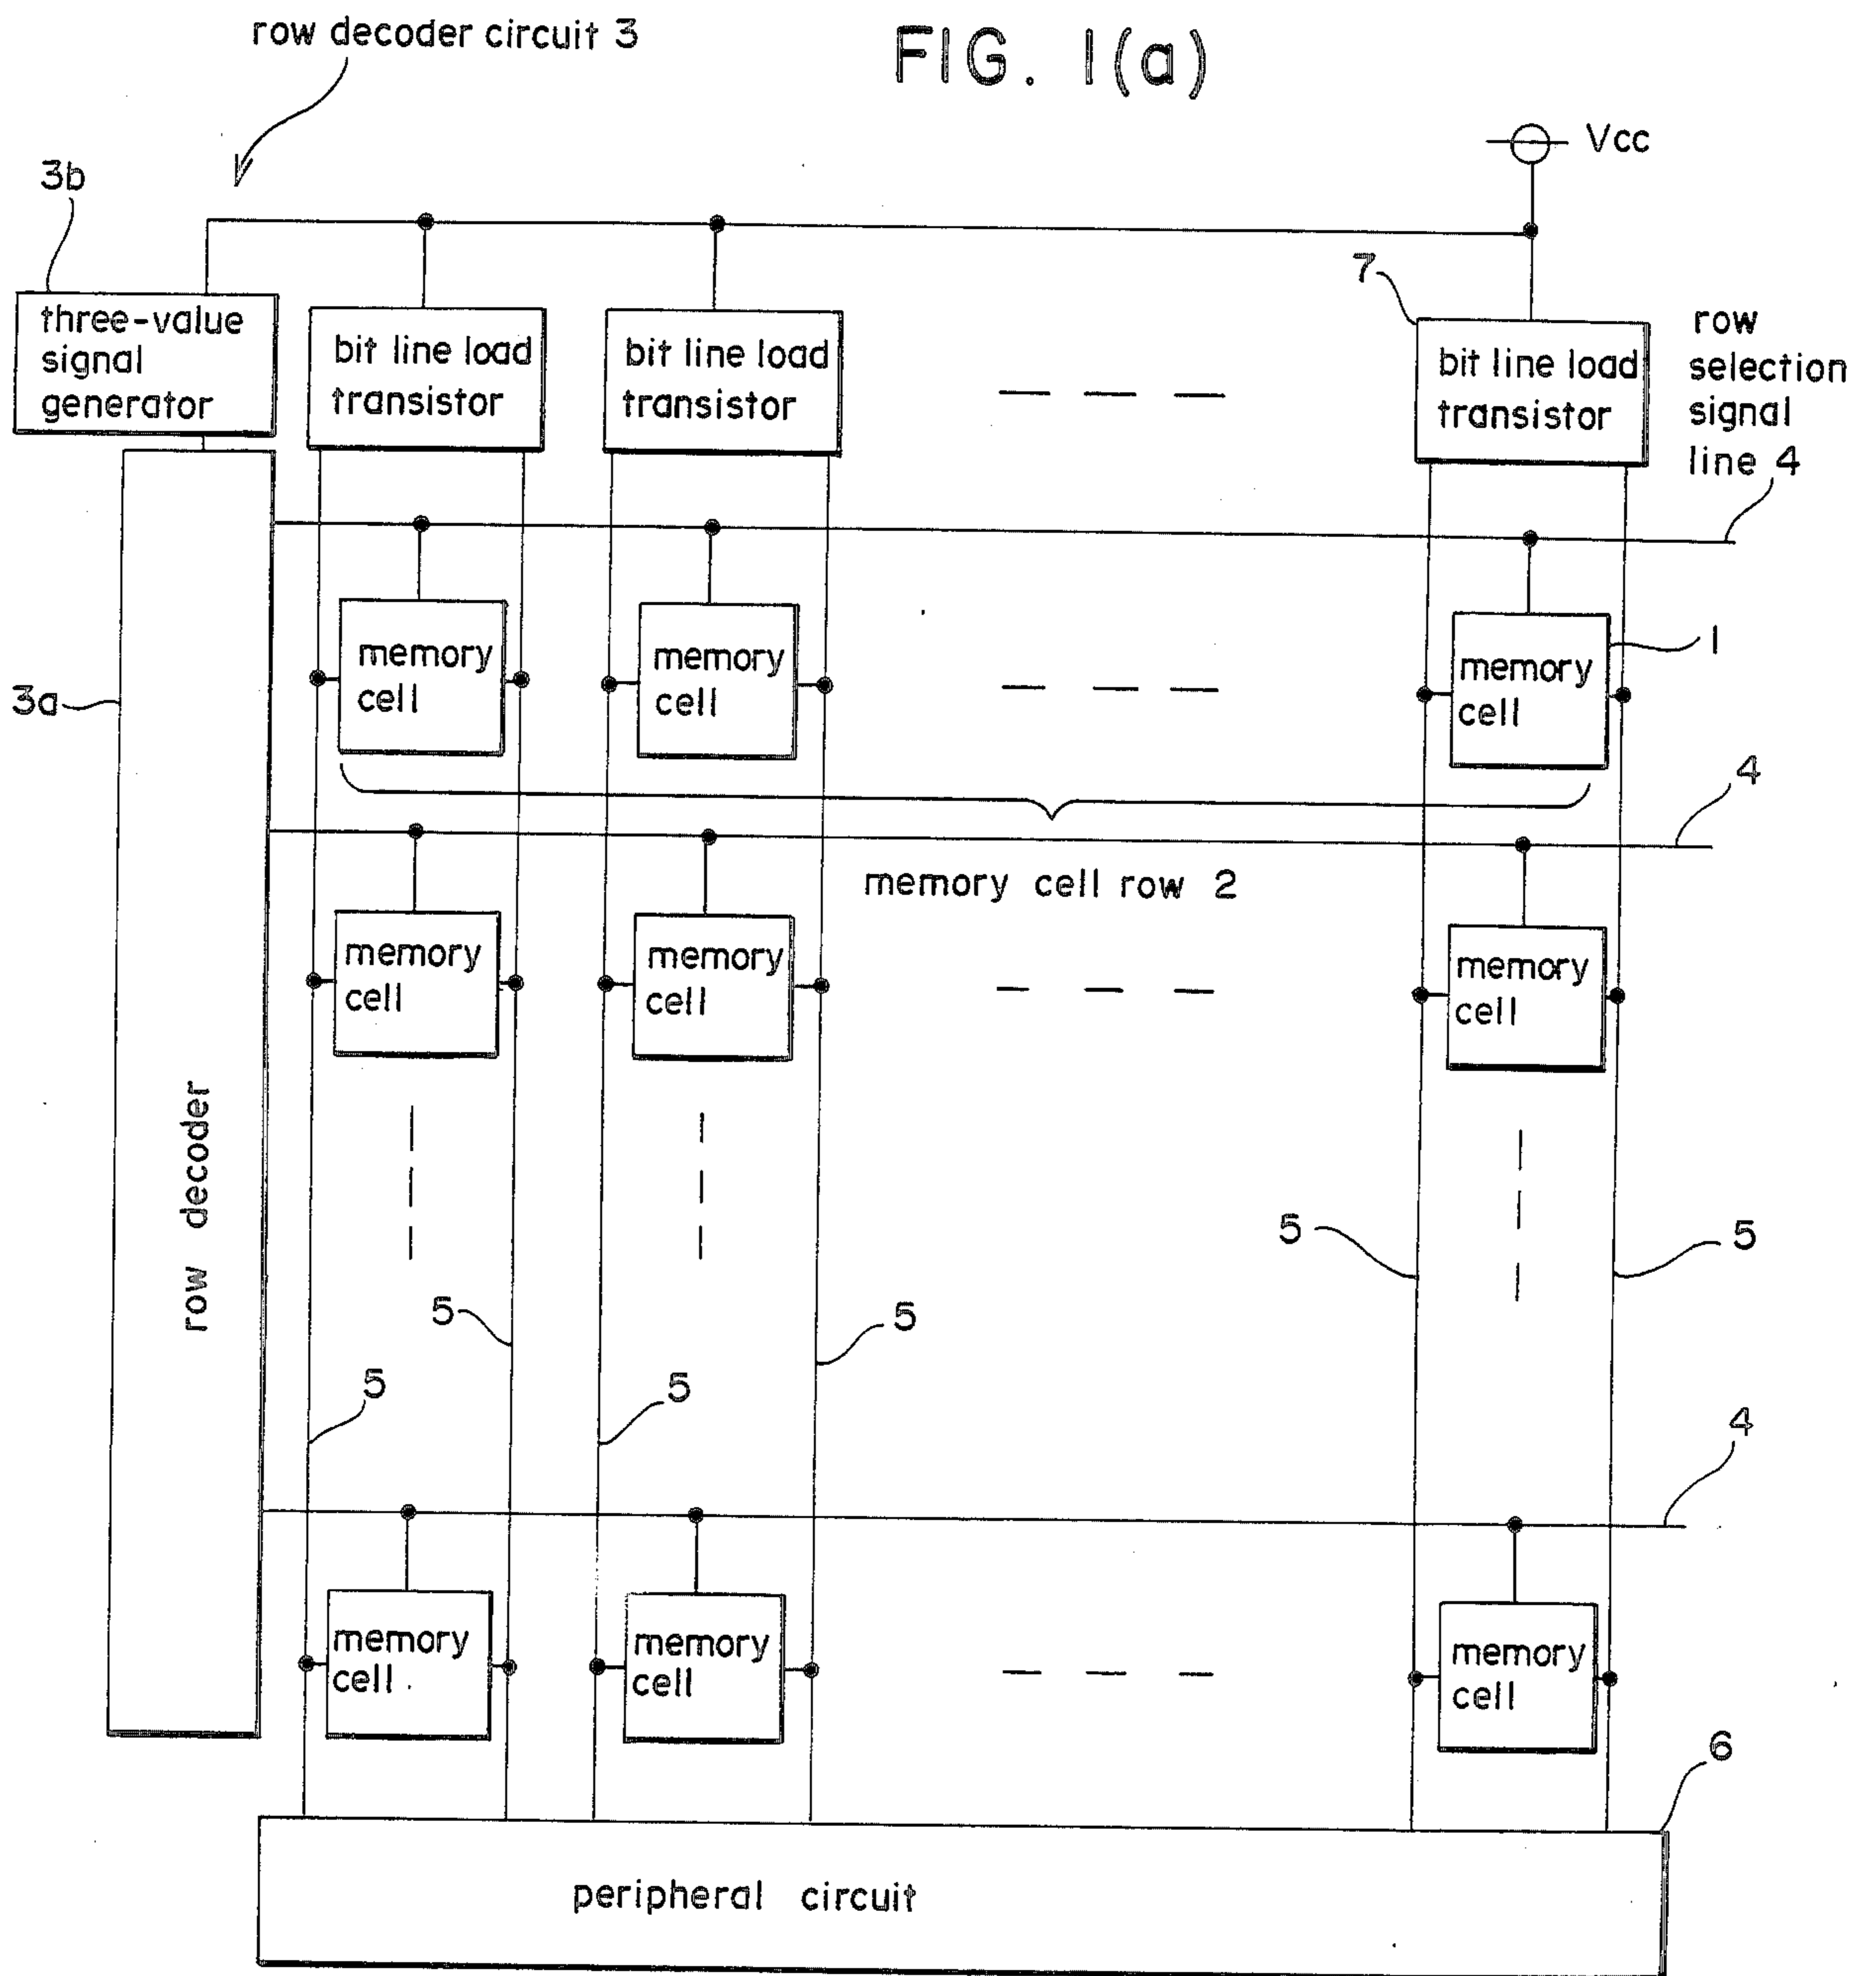 row decoder circuit 3
FIG. 1(a)
Vcc
3b
7
three-value
signal
generator
bit line load
transistor
bit line load
transistor
bit line load
transistor
row
selection
signal
line 4
memory
cell
memory
cell
memory
cell
1
3a
4
memory cell row 2
memory
cell
memory
cell
memory
cell
row decoder
5
5
5
5
5
5
4
memory
cell
memory
cell
memory
cell
6
peripheral circuit